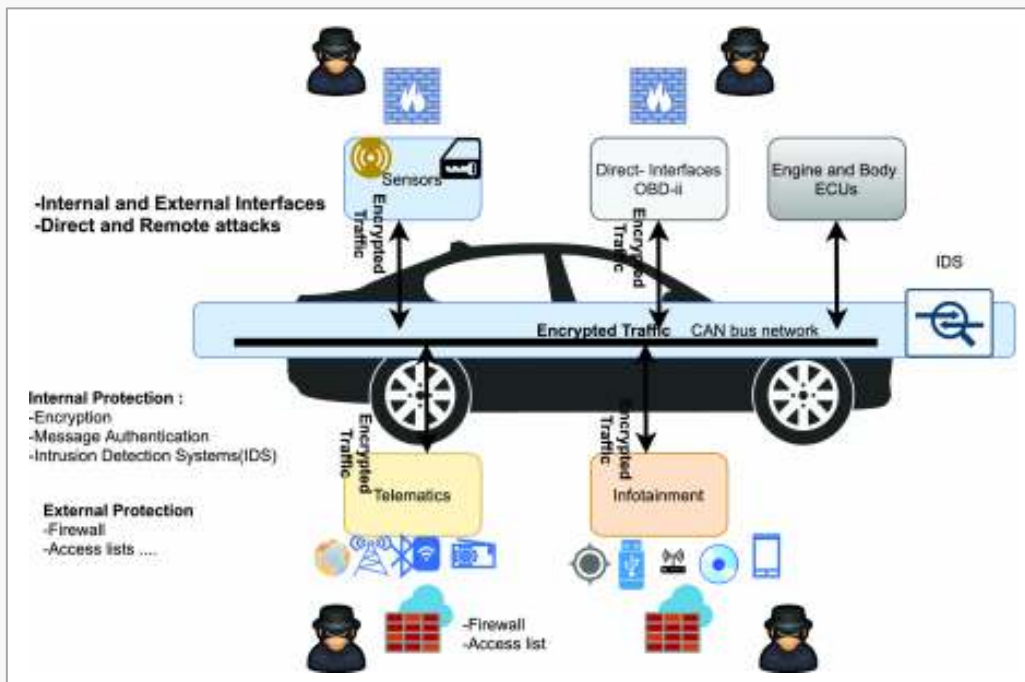 Sensors
Encrypted
Traffic
Direct- Interfaces
OBD-ii
Encrypted
Traffic
Engine and Body
ECUs
-Internal and External Interfaces
-Direct and Remote attacks
IDS
Encrypted Traffic
CAN bus network
Internal Protection :
-Encryption
-Message Authentication
-Intrusion Detection Systems(IDS)
Encrypted
Traffic
Telematics
Encrypted
Traffic
Infotainment
External Protection
-Firewall
-Access lists ....
-Firewall
-Access list